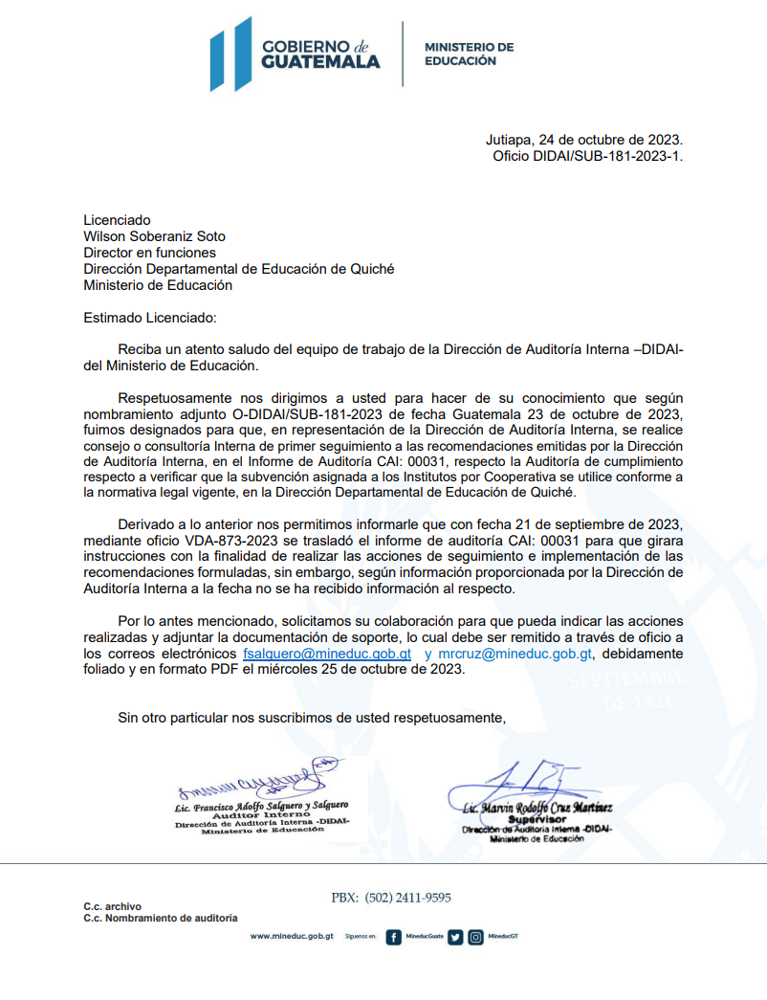 GOBIERNO de
GUATEMALA
MINISTERIO DE
EDUCACIÓN
Jutiapa, 24 de octubre de 2023.
Oficio DIDAI/SUB-181-2023-1.
Licenciado
Wilson Soberaniz Soto
Director en funciones
Dirección Departamental de Educación de Quiché
Ministerio de Educación
Estimado Licenciado:
Reciba un atento saludo del equipo de trabajo de la Dirección de Auditoría Interna –DIDAI-
del Ministerio de Educación.
Respetuosamente nos dirigimos a usted para hacer de su conocimiento que según
nombramiento adjunto O-DIDAI/SUB-181-2023 de fecha Guatemala 23 de octubre de 2023,
fuimos designados para que, en representación de la Dirección de Auditoría Interna, se realice
consejo o consultoría Interna de primer seguimiento a las recomendaciones emitidas por la Dirección
de Auditoría Interna, en el Informe de Auditoría CAI: 00031, respecto la Auditoría de cumplimiento
respecto a verificar que la subvención asignada a los Institutos por Cooperativa se utilice conforme a
la normativa legal vigente, en la Dirección Departamental de Educación de Quiché.
Derivado a lo anterior nos permitimos informarle que con fecha 21 de septiembre de 2023,
mediante oficio VDA-873-2023 se trasladó el informe de auditoría CAI: 00031 para que girara
instrucciones con la finalidad de realizar las acciones de seguimiento e implementación de las
recomendaciones formuladas, sin embargo, según información proporcionada por la Dirección de
Auditoría Interna a la fecha no se ha recibido información al respecto.
Por lo antes mencionado, solicitamos su colaboración para que pueda indicar las acciones
realizadas y adjuntar la documentación de soporte, lo cual debe ser remitido a través de oficio a
los correos electrónicos fsalguero@mineduc.gob.gt y mrcruz@mineduc.gob.gt, debidamente
foliado y en formato PDF el miércoles 25 de octubre de 2023.
SEPTIEMBRE
DE 1821
Sin otro particular nos suscribimos de usted respetuosamente,
Lic. Francisco Adolfo Salguero y Salguero
Auditor Interno
Dirección de Auditoría Interna -DIDAI-
Ministerio de Educación
Lic. Marvin Rodolfo Cruz Martínez
Supervisor
Dirección de Auditoria Interna -DIDAI-
Ministerio de Educación
PBX: (502) 2411-9595
C.c. archivo
C.c. Nombramiento de auditoría
www.mineduc.gob.gt Síguenos en: MineducGuate MineducGT